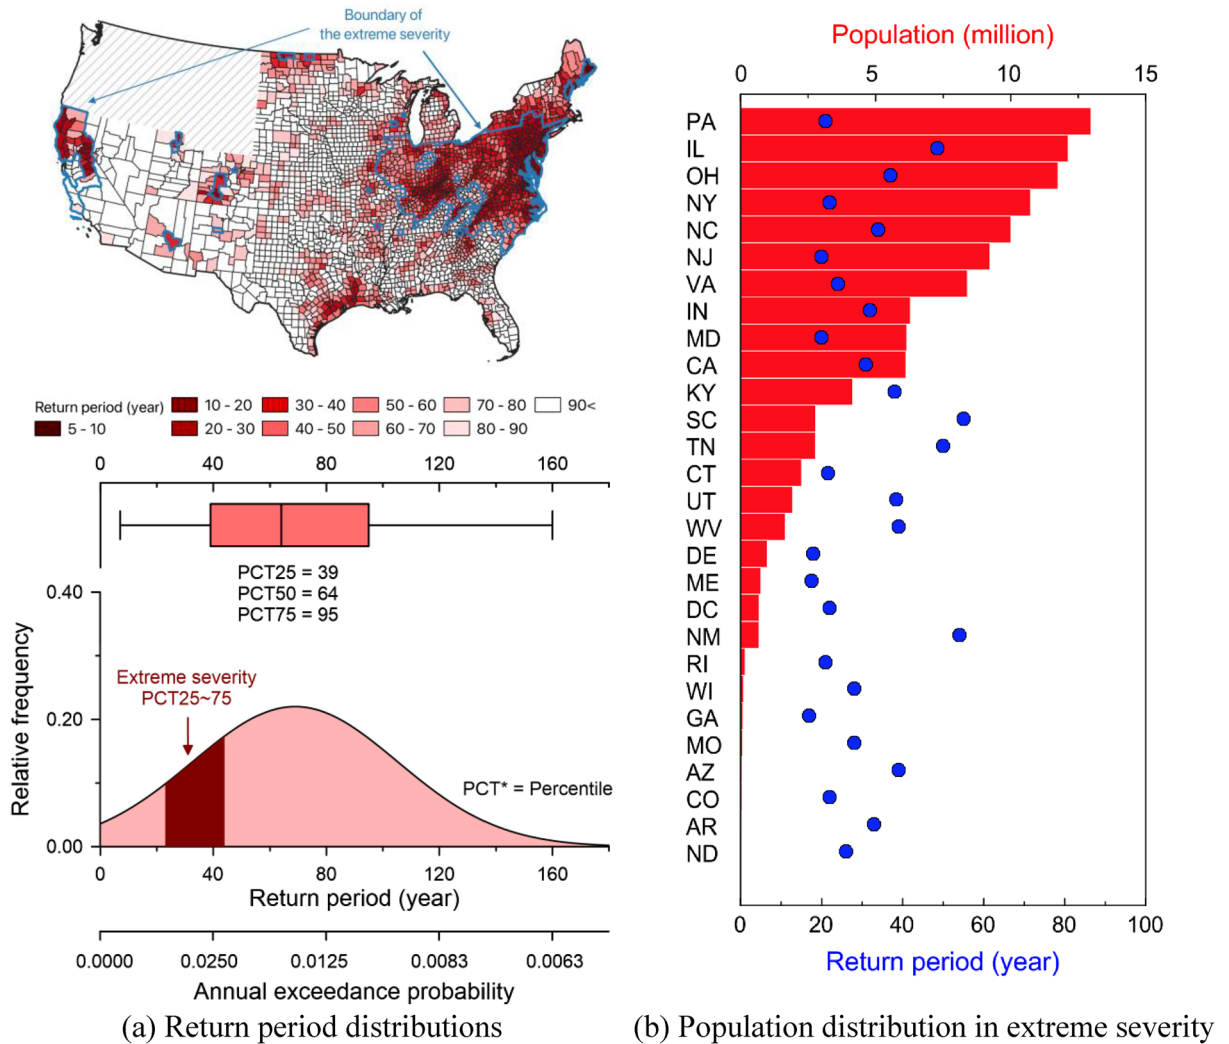 Boundary of
the extreme severity
Return period (year)
5 - 10
10 - 20
20 - 30
30 - 40
40 - 50
50 - 60
60 - 70
70 - 80
80 - 90
90<
0 40 80 120 160
PCT25 = 39
PCT50 = 64
PCT75 = 95
0.40
0.20
0.00
Relative frequency
Extreme severity
PCT25~75
PCT* = Percentile
0 40 80 120 160
Return period (year)
0.0000 0.0250 0.0125 0.0083 0.0063
Annual exceedance probability
(a) Return period distributions
Population (million)
0 5 10 15
PA
IL
OH
NY
NC
NJ
VA
IN
MD
CA
KY
SC
TN
CT
UT
WV
DE
ME
DC
NM
RI
WI
GA
MO
AZ
CO
AR
ND
0 20 40 60 80 100
Return period (year)
(b) Population distribution in extreme severity